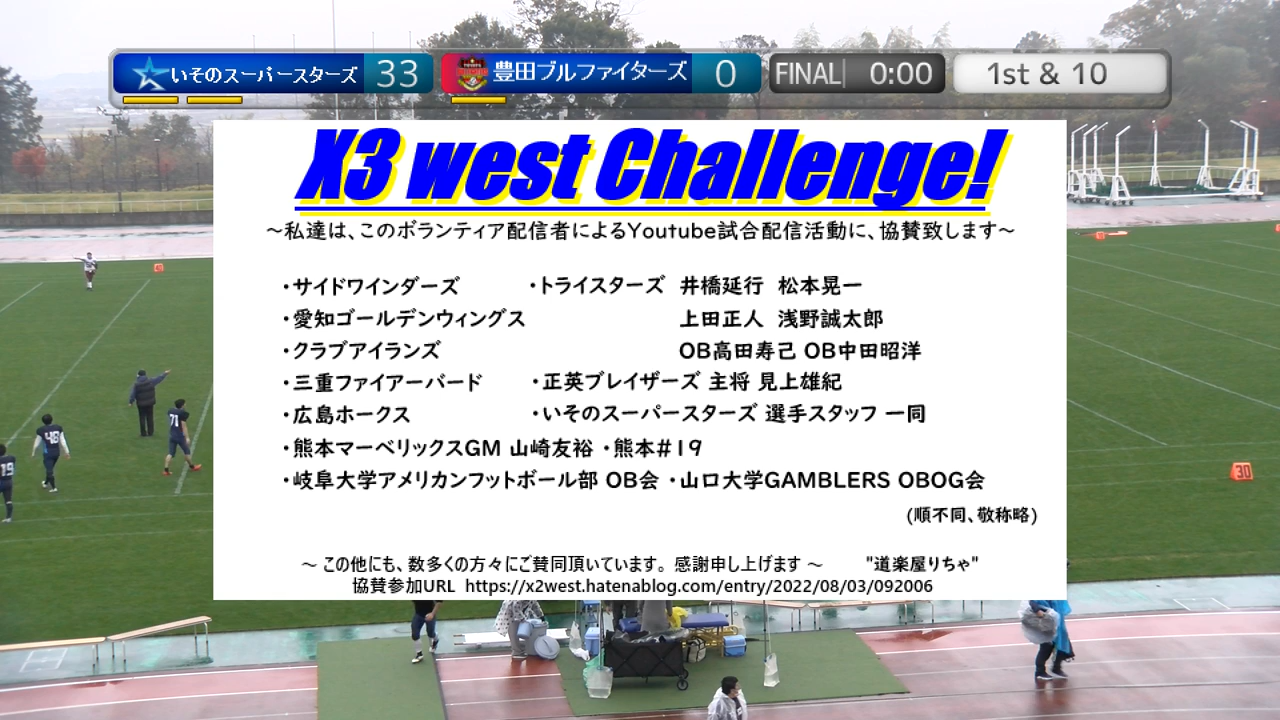 いそのスーパースターズ 33 豊田ブルファイターズ 0 FINAL 0:00 1st & 10
X3 west Challenge!
～私達は、このボランティア配信者によるYoutube試合配信活動に、協賛致します～
・サイドワインダーズ ・トライスターズ 井橋延行 松本晃一
・愛知ゴールデンウィングス 上田正人 浅野誠太郎
・クラブアイランズ OB高田寿己 OB中田昭洋
・三重ファイアーバード ・正英ブレイザーズ 主将 見上雄紀
・広島ホークス ・いそのスーパースターズ 選手スタッフ 一同
・熊本マーベリックスGM 山崎友裕 ・熊本#19
・岐阜大学アメリカンフットボール部 OB会 ・山口大学GAMBLERS OBOG会
(順不同、敬称略)
～ この他にも、数多くの方々にご賛同頂いています。感謝申し上げます ～ "道楽屋りちゃ"
協賛参加URL https://x2west.hatenablog.com/entry/2022/08/03/092006
48
71
19
30